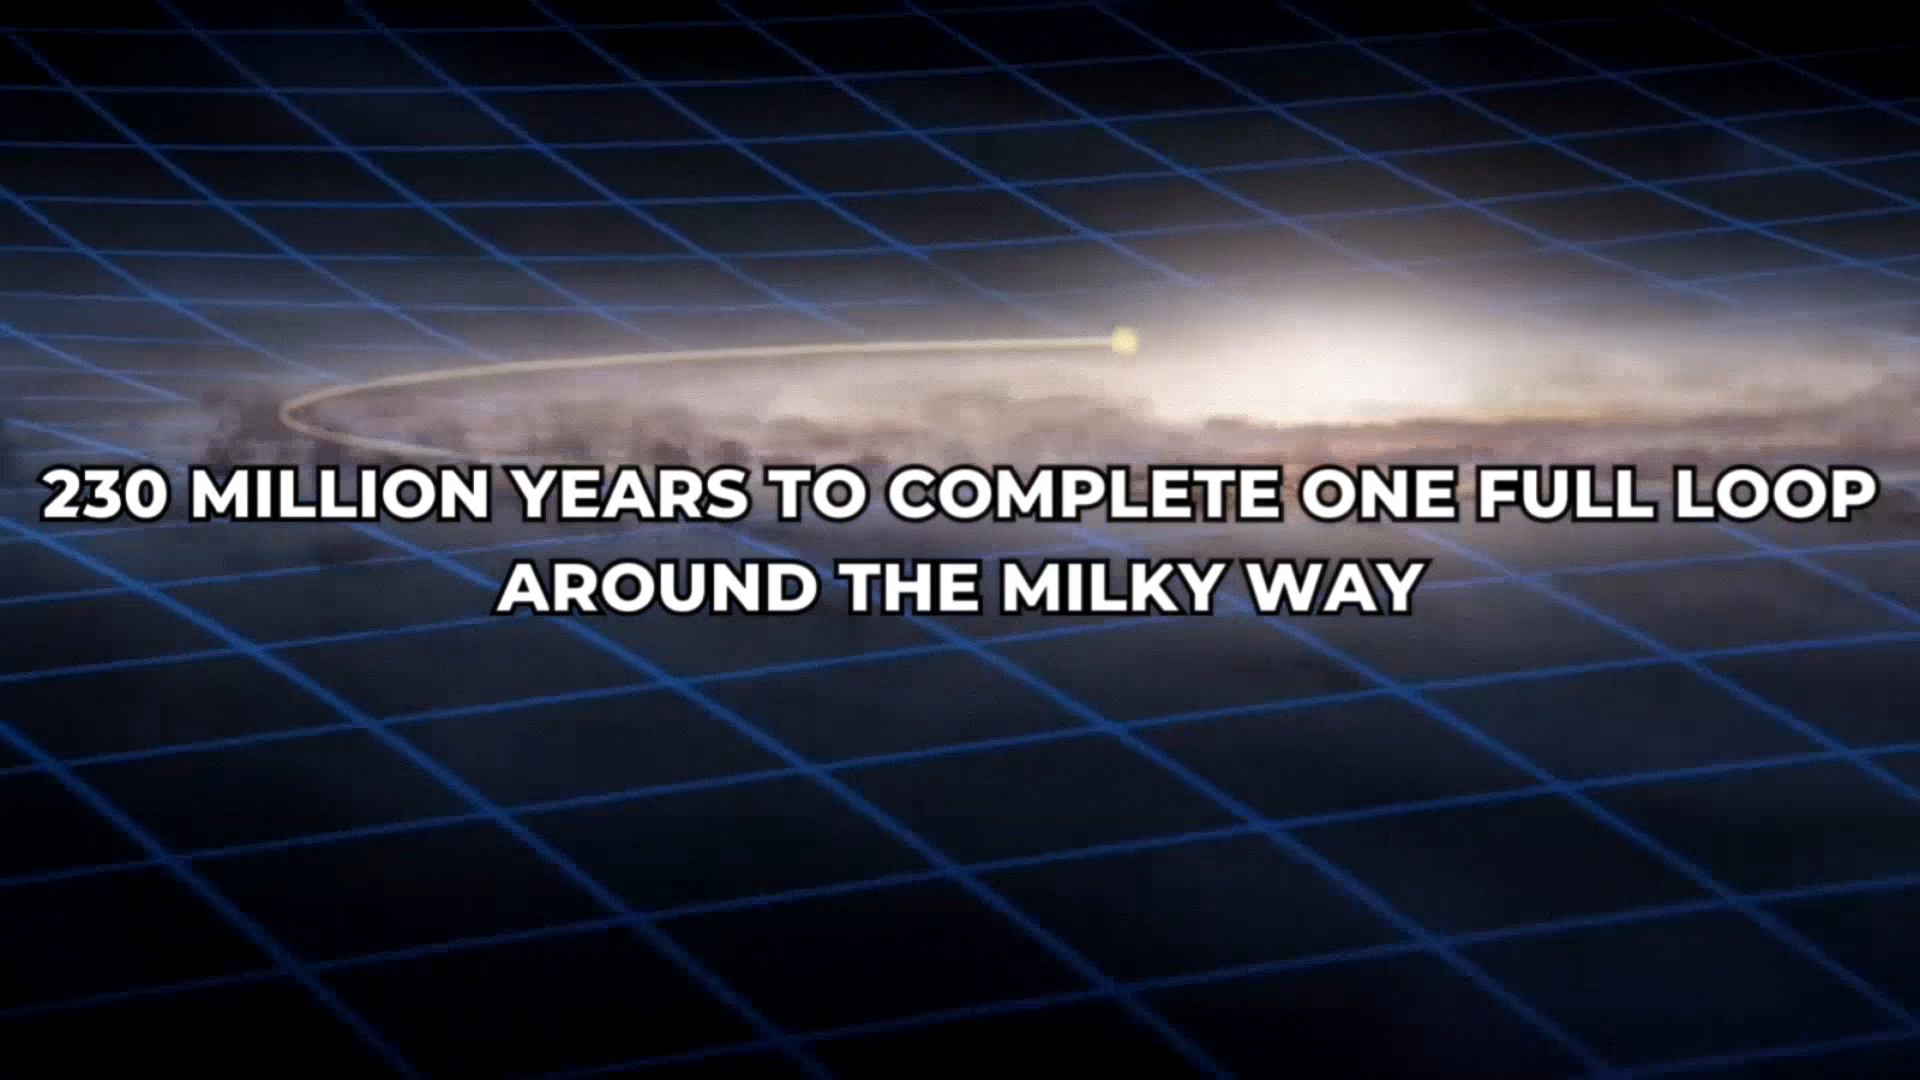 230 MILLION YEARS TO COMPLETE ONE FULL LOOP
AROUND THE MILKY WAY